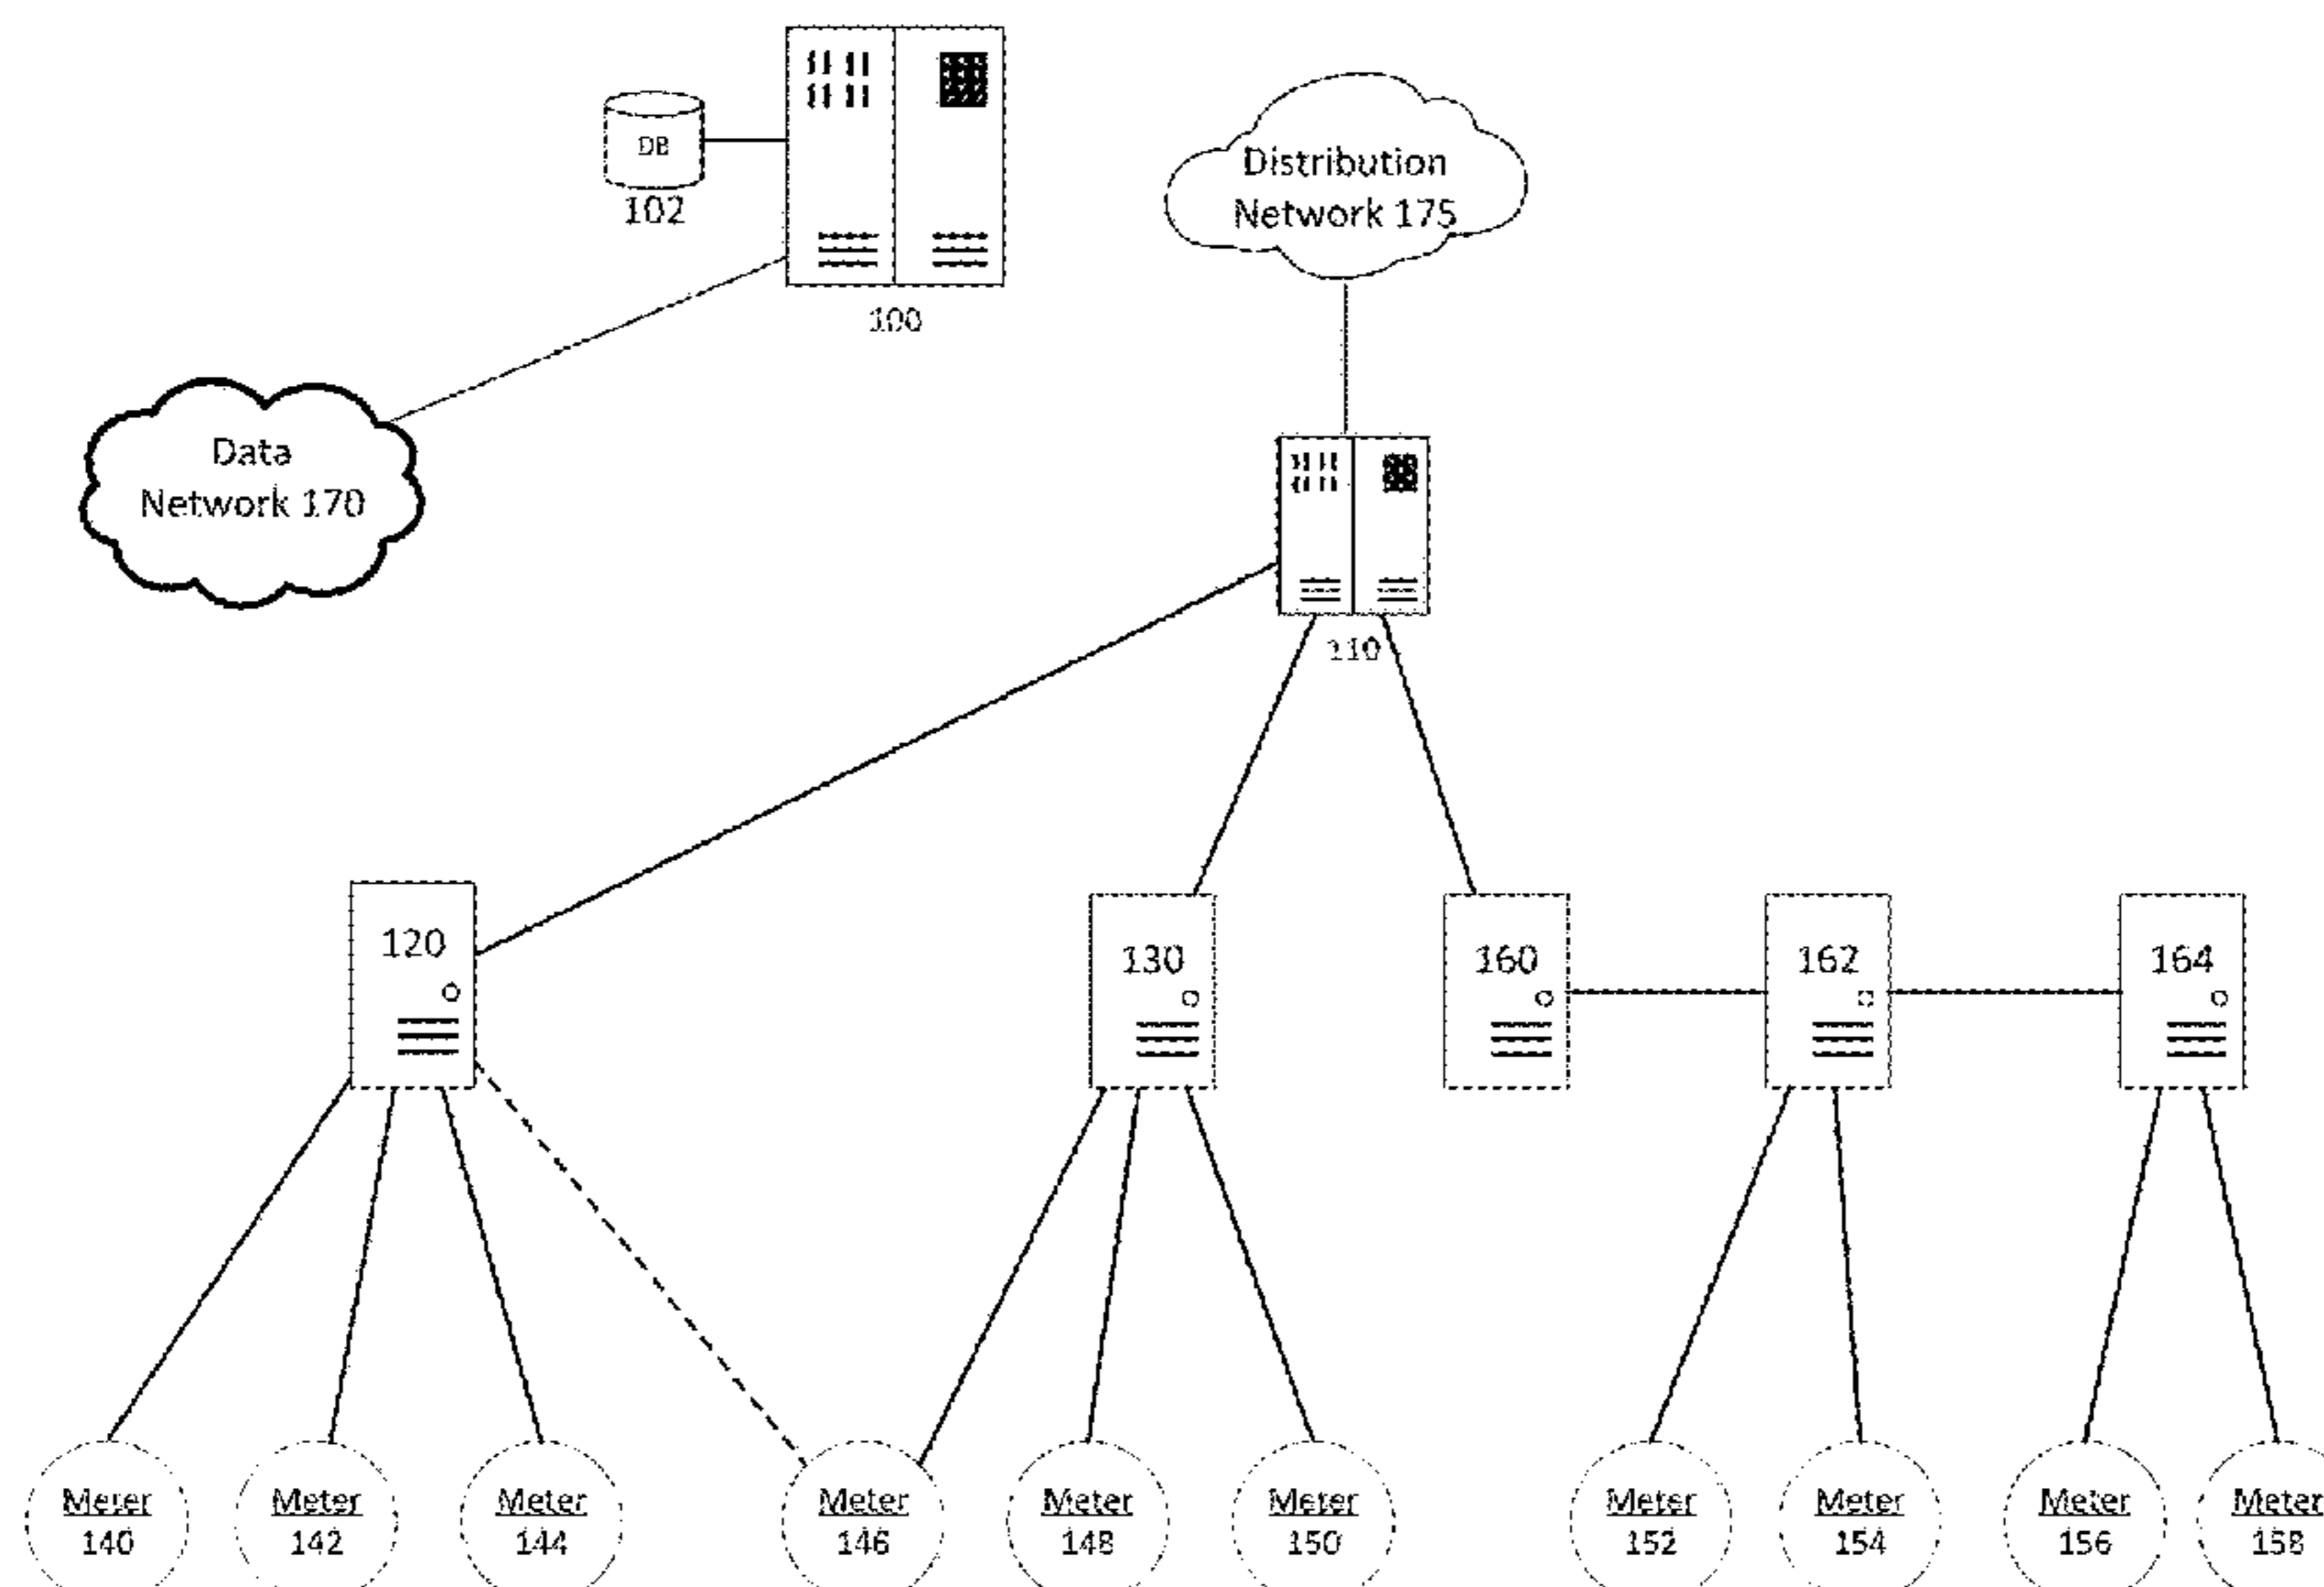 DB
102
100
Distribution
Network 175
Data
Network 170
110
120
130
160
162
164
Meter
140
Meter
142
Meter
144
Meter
146
Meter
148
Meter
150
Meter
152
Meter
154
Meter
156
Meter
158